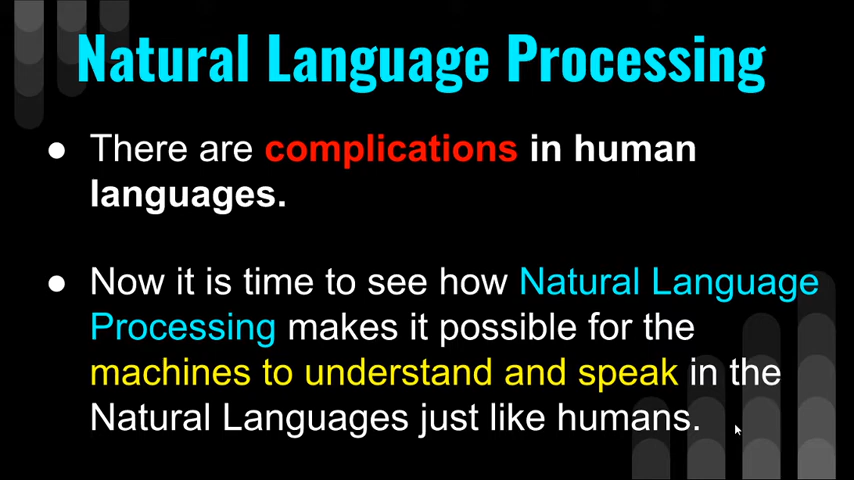 Natural Language Processing
● There are complications in human
languages.
● Now it is time to see how Natural Language
Processing makes it possible for the
machines to understand and speak in the
Natural Languages just like humans.